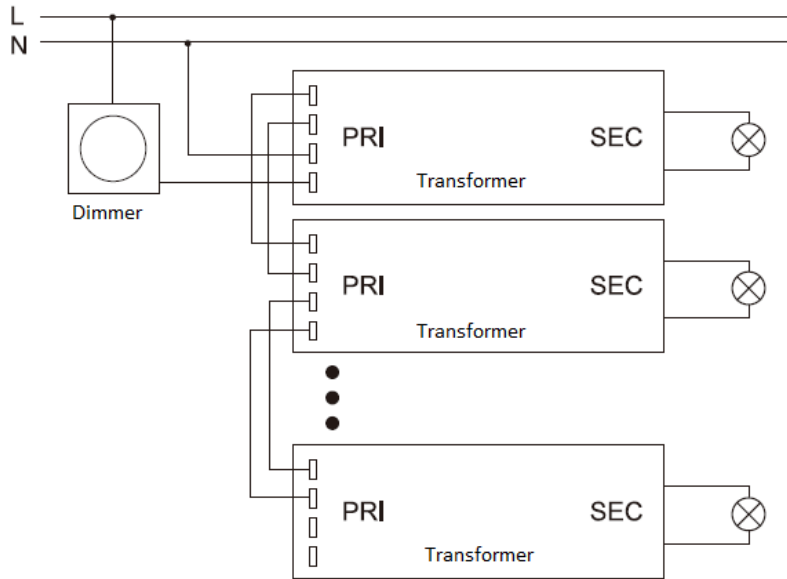 L
N
PRI SEC
Transformer
Dimmer
PRI SEC
Transformer
PRI SEC
Transformer